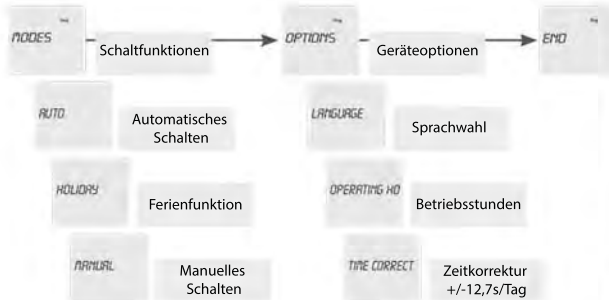 MODES
Schaltfunktionen
OPTIONS
Geräteoptionen
END
AUTO
Automatisches
Schalten
LANGUAGE
Sprachwahl
HOLIDAY
Ferienfunktion
OPERATING HO
Betriebsstunden
MANUAL
Manuelles
Schalten
TIME CORRECT
Zeitkorrektur
+/-12,7s/Tag